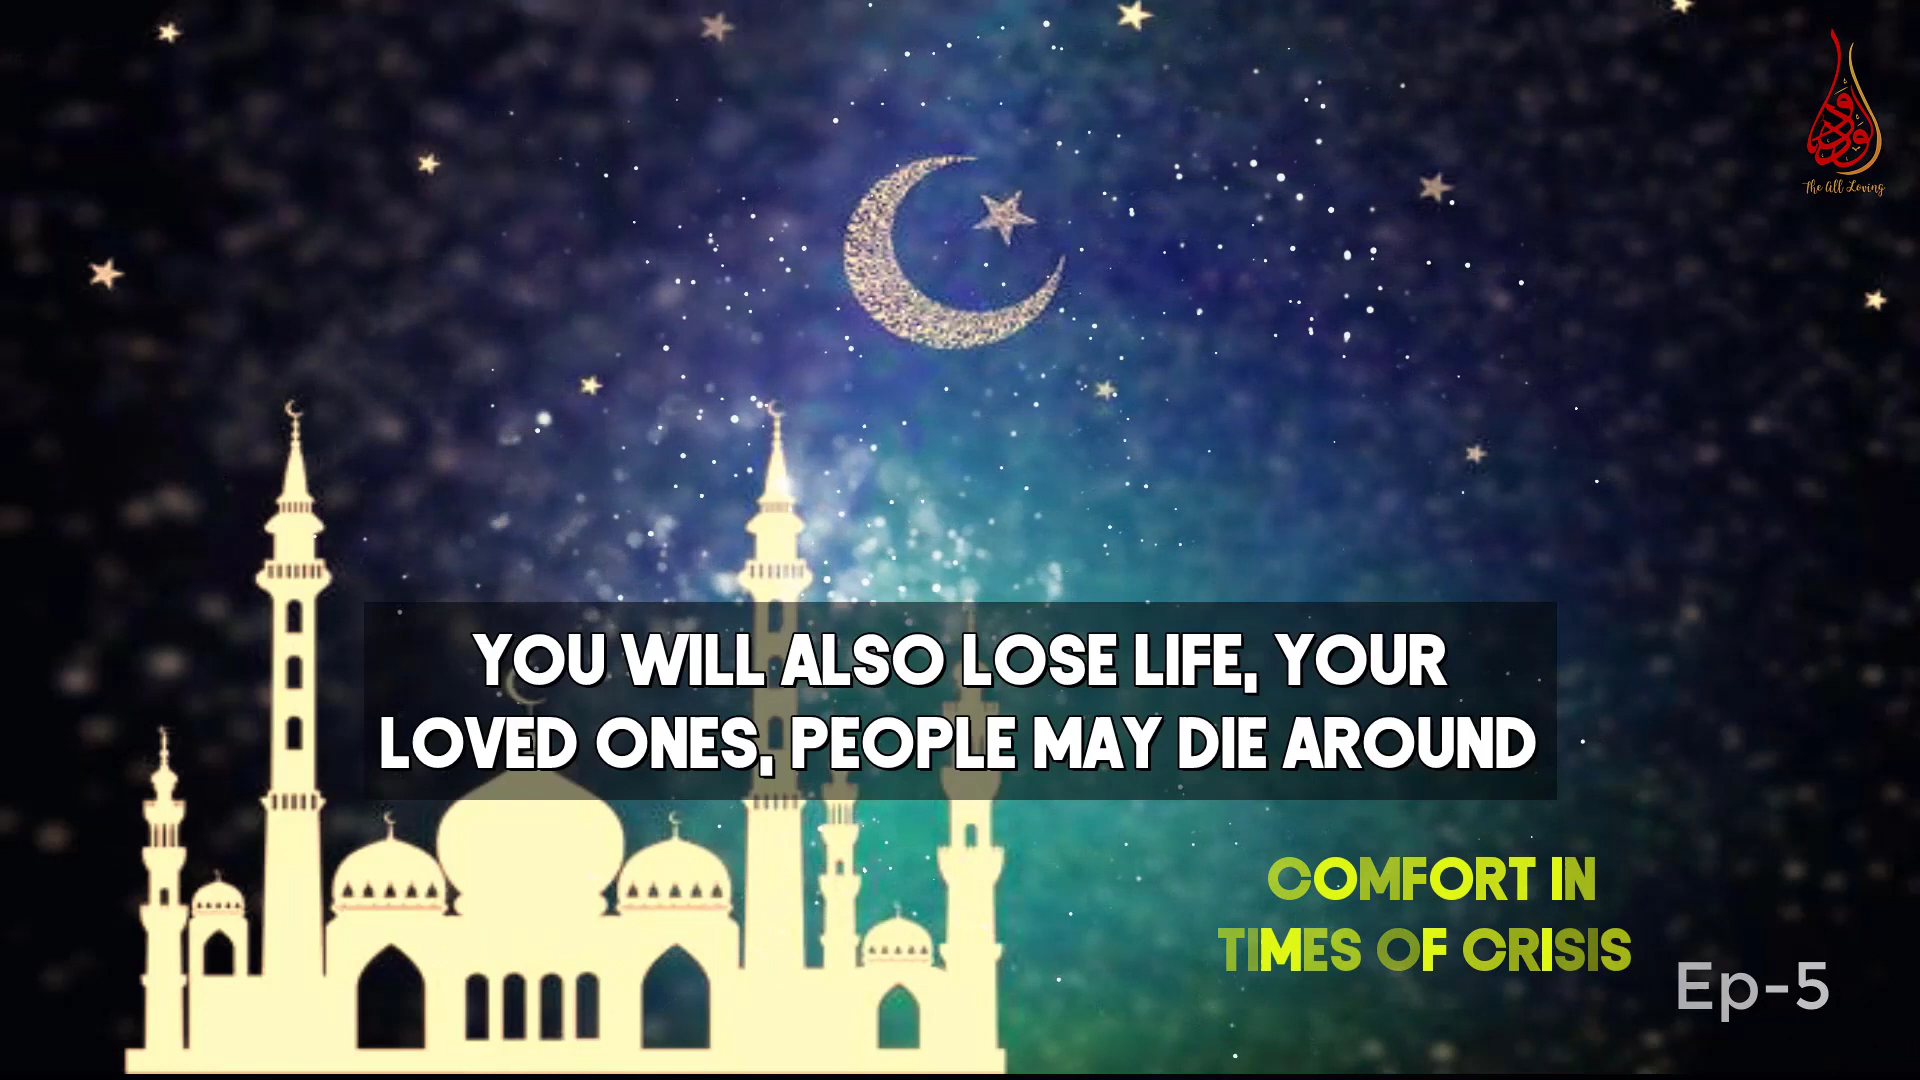 الودود
The All Loving
YOU WILL ALSO LOSE LIFE, YOUR
LOVED ONES, PEOPLE MAY DIE AROUND
COMFORT IN
TIMES OF CRISIS
Ep-5